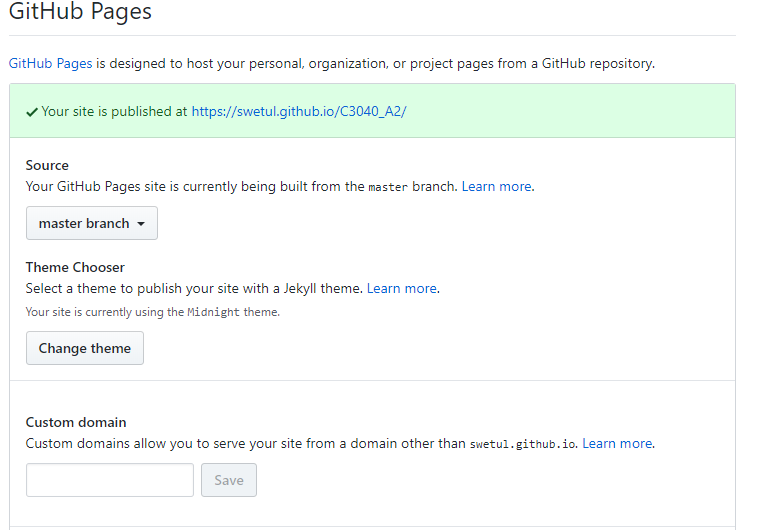 GitHub Pages
GitHub Pages is designed to host your personal, organization, or project pages from a GitHub repository.
Your site is published at https://swetul.github.io/C3040_A2/
Source
Your GitHub Pages site is currently being built from the master branch. Learn more.
master branch
Theme Chooser
Select a theme to publish your site with a Jekyll theme. Learn more.
Your site is currently using the Midnight theme.
Change theme
Custom domain
Custom domains allow you to serve your site from a domain other than swetul.github.io. Learn more.
Save